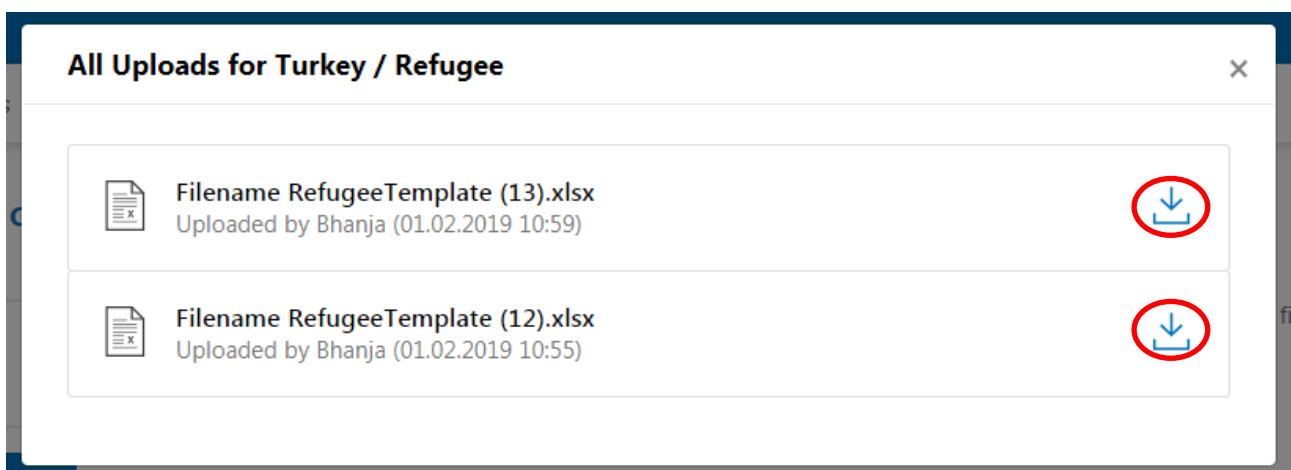 All Uploads for Turkey / Refugee
×
Filename RefugeeTemplate (13).xlsx
Uploaded by Bhanja (01.02.2019 10:59)
Filename RefugeeTemplate (12).xlsx
Uploaded by Bhanja (01.02.2019 10:55)